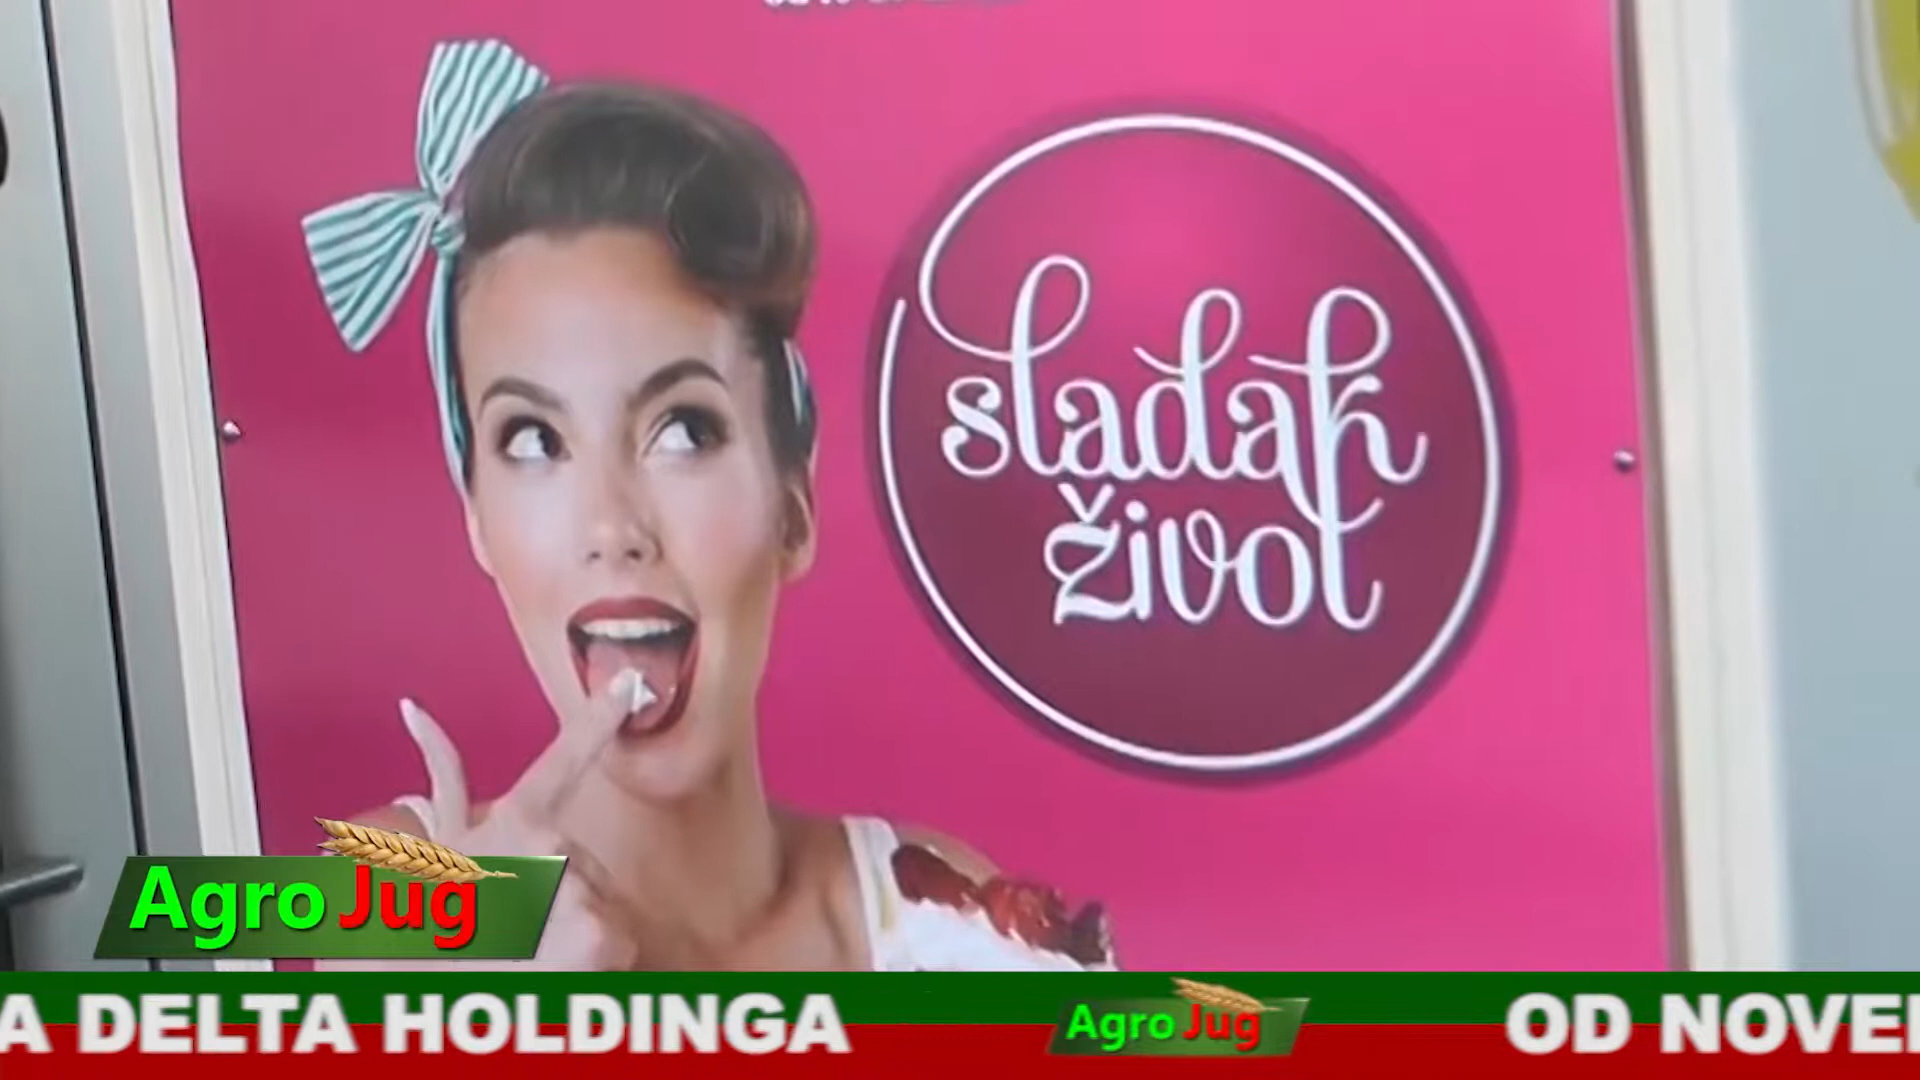 sladak
život
Agro Jug
A DELTA HOLDINGA
Agro Jug
OD NOVE